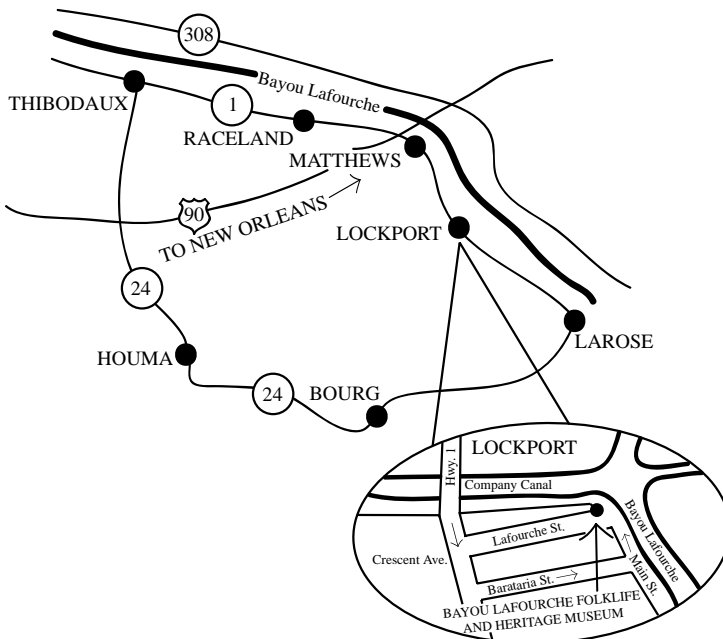 308
Bayou Lafourche
THIBODAUX
1
RACELAND
MATTHEWS
90
TO NEW ORLEANS
LOCKPORT
24
LAROSE
HOUMA
24
BOURG
LOCKPORT
Hwy. 1
Company Canal
Bayou Lafourche
Lafourche St.
Crescent Ave.
Main St.
Barataria St.
BAYOU LAFOURCHE FOLKLIFE
AND HERITAGE MUSEUM